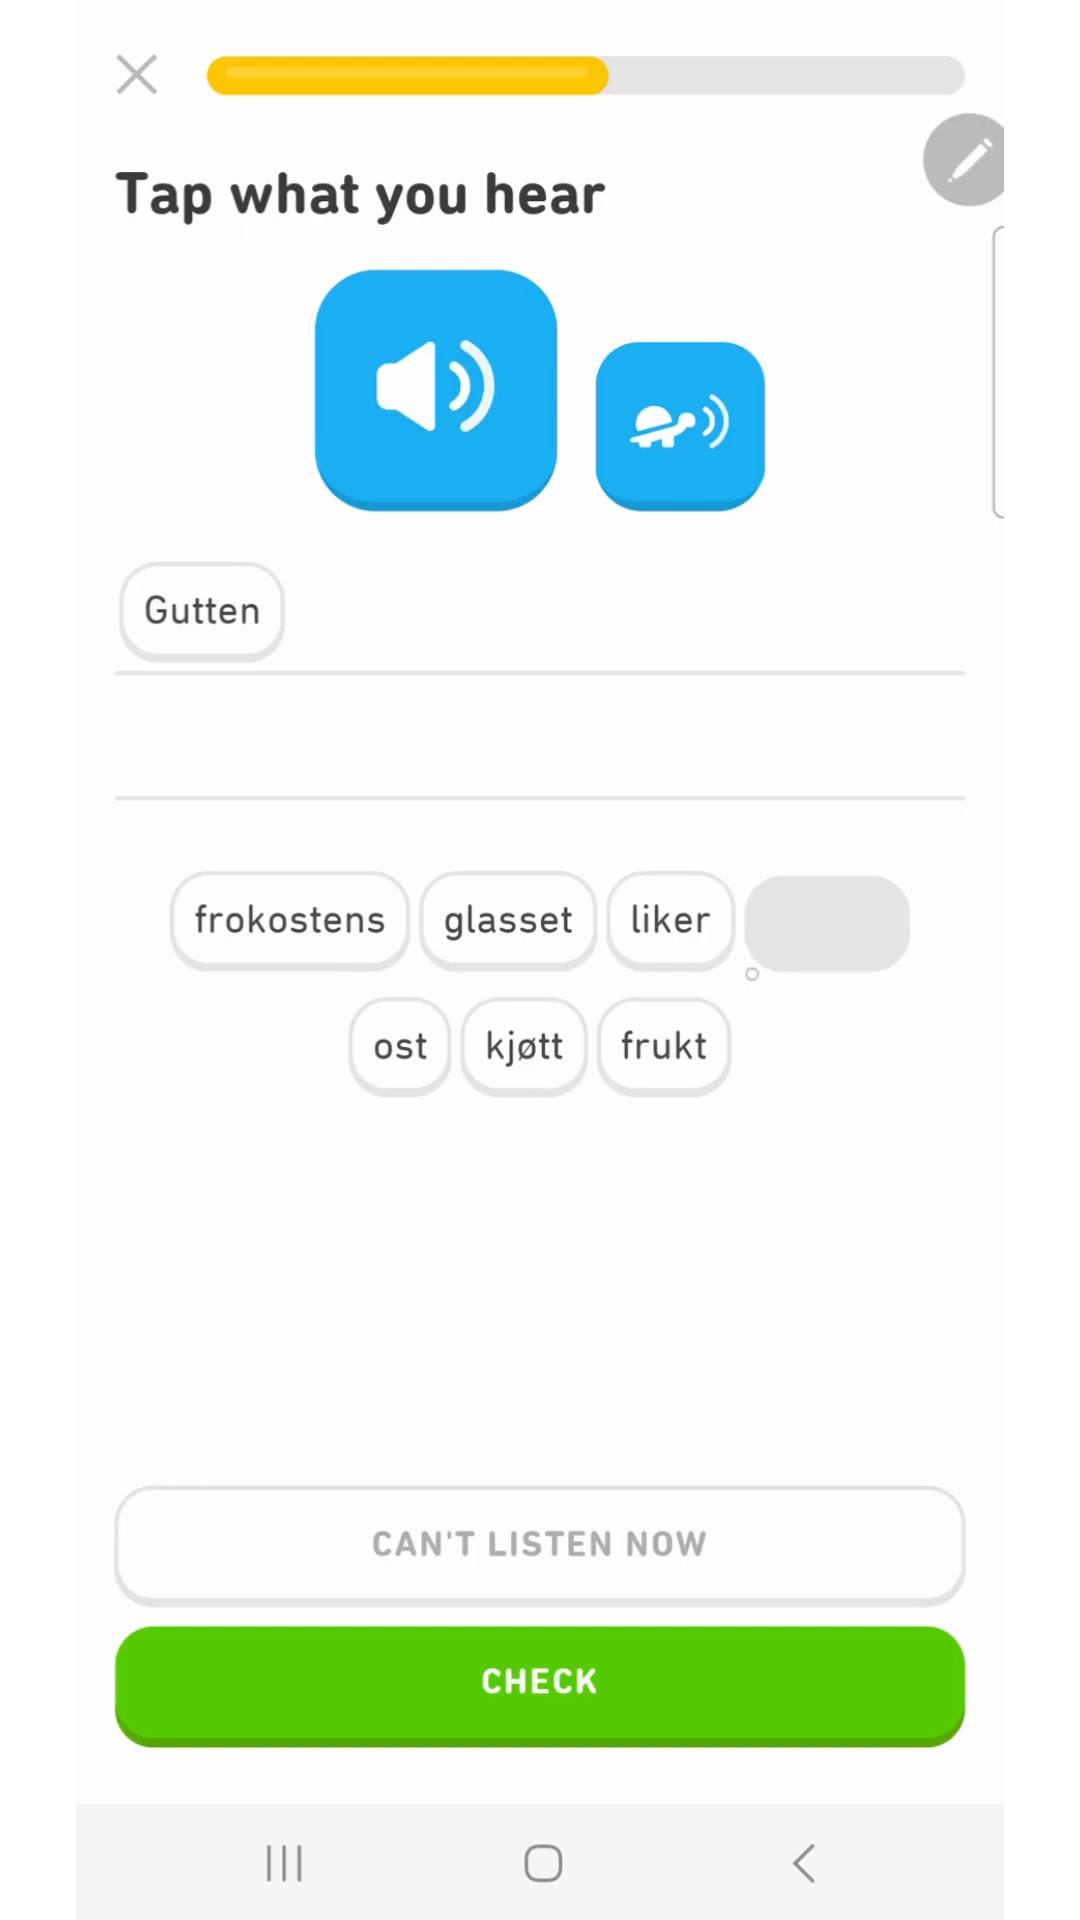 Tap what you hear
Gutten
frokostens glasset liker
ost kjøtt frukt
CAN'T LISTEN NOW
CHECK